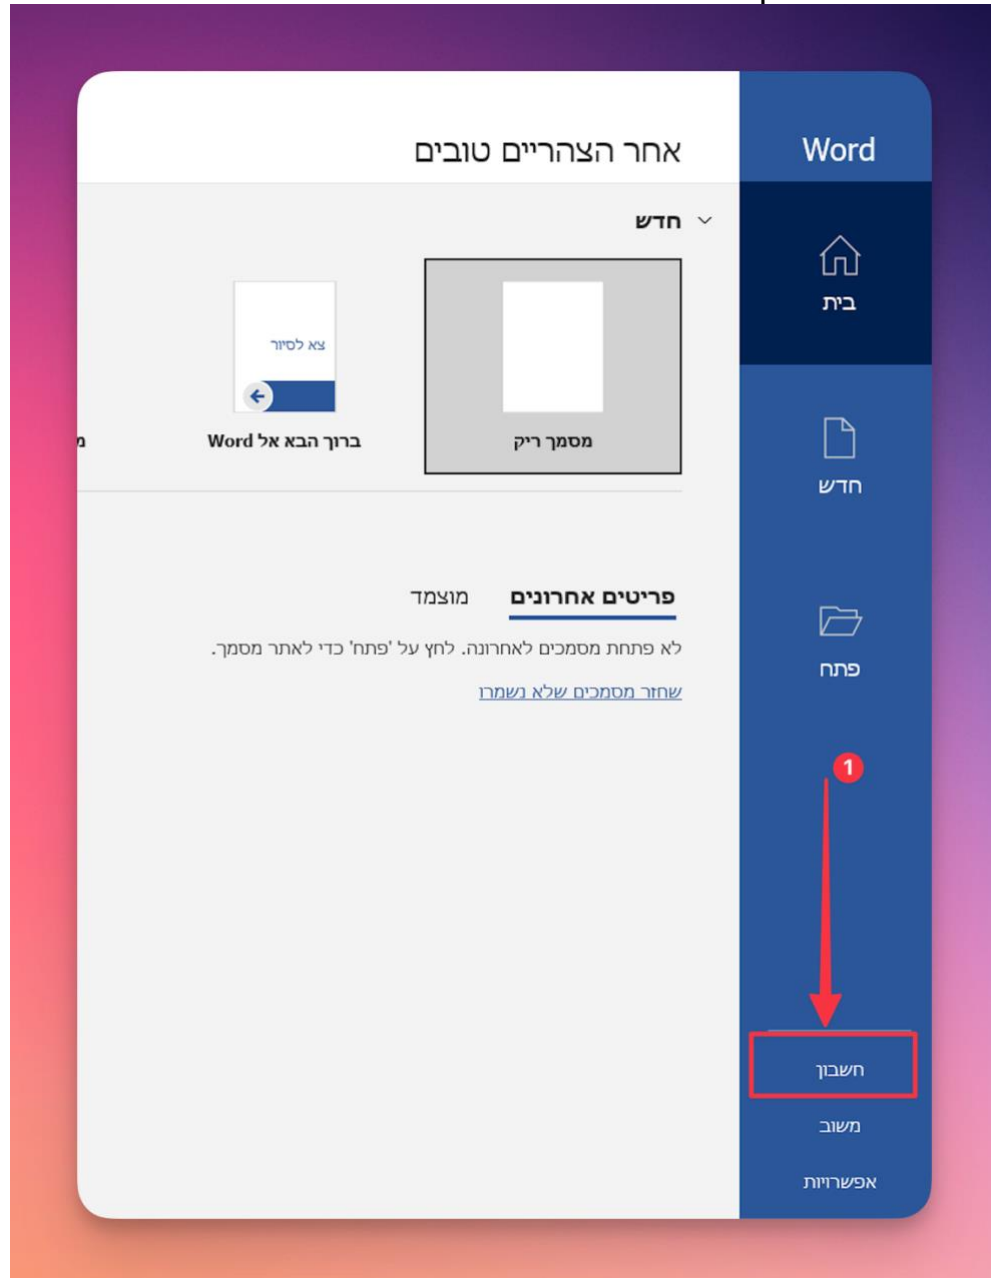 Word
בית
חדש
פתח
1
חשבון
משוב
אפשרויות
אחר הצהריים טובים
חדש
מסמך ריק
צא לסיור
ברוך הבא אל Word
פריטים אחרונים מוצמד
לא פתחת מסמכים לאחרונה. לחץ על 'פתח' כדי לאתר מסמך.
שחזר מסמכים שלא נשמרו